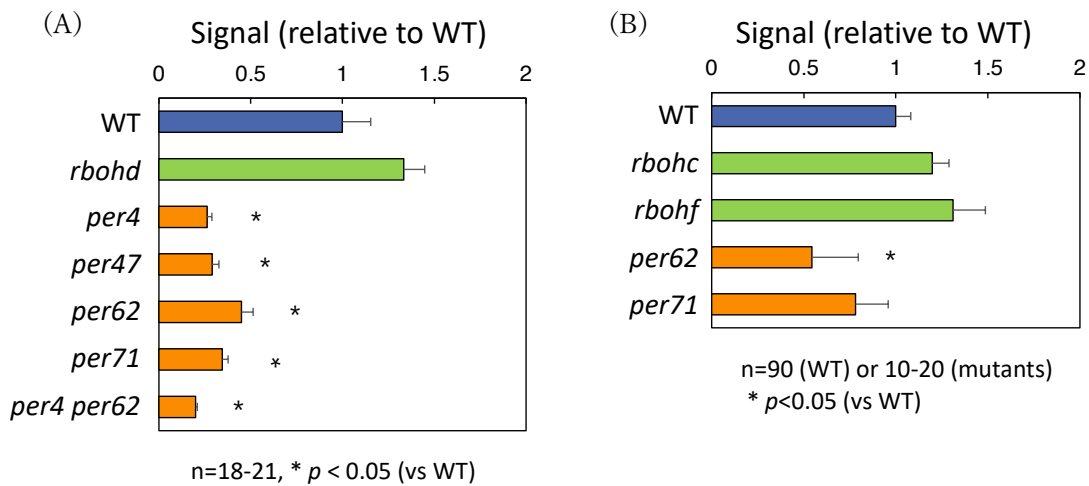 (A)
Signal (relative to WT)
0 0.5 1 1.5 2
WT
rbohd
per4 *
per47 *
per62 *
per71 *
per4 per62 *
n=18-21, * p < 0.05 (vs WT)
(B)
Signal (relative to WT)
0 0.5 1 1.5 2
WT
rbohc
rbohf
per62 *
per71
n=90 (WT) or 10-20 (mutants)
* p<0.05 (vs WT)